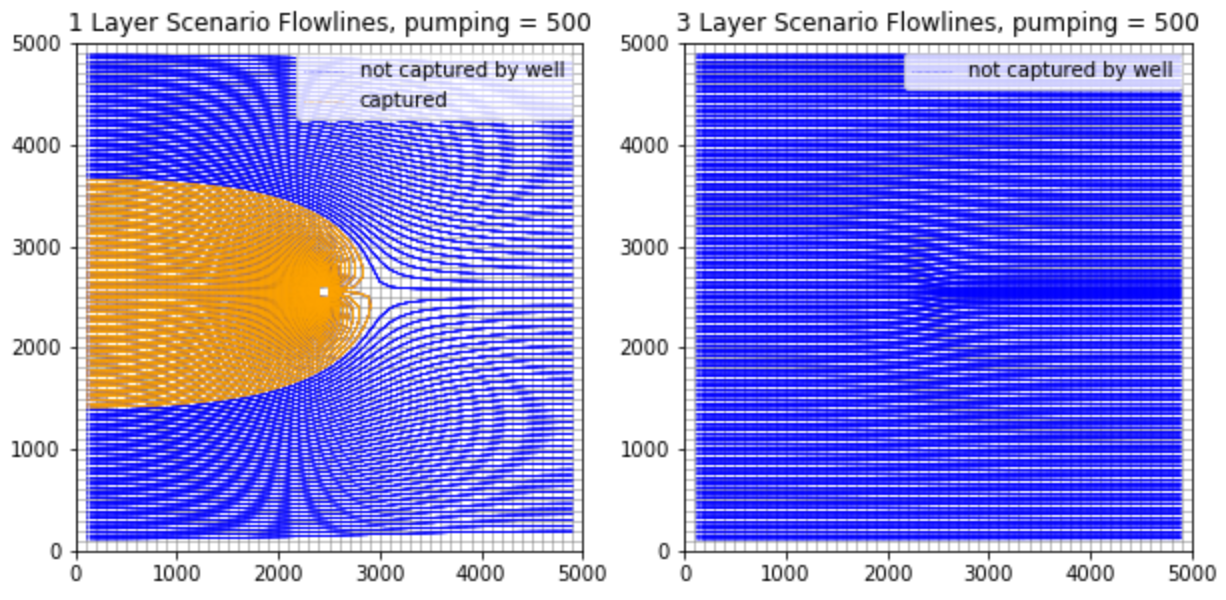 1 Layer Scenario Flowlines, pumping = 500
3 Layer Scenario Flowlines, pumping = 500
not captured by well
captured
not captured by well
5000
4000
3000
2000
1000
0
0 1000 2000 3000 4000 5000
5000
4000
3000
2000
1000
0
0 1000 2000 3000 4000 5000